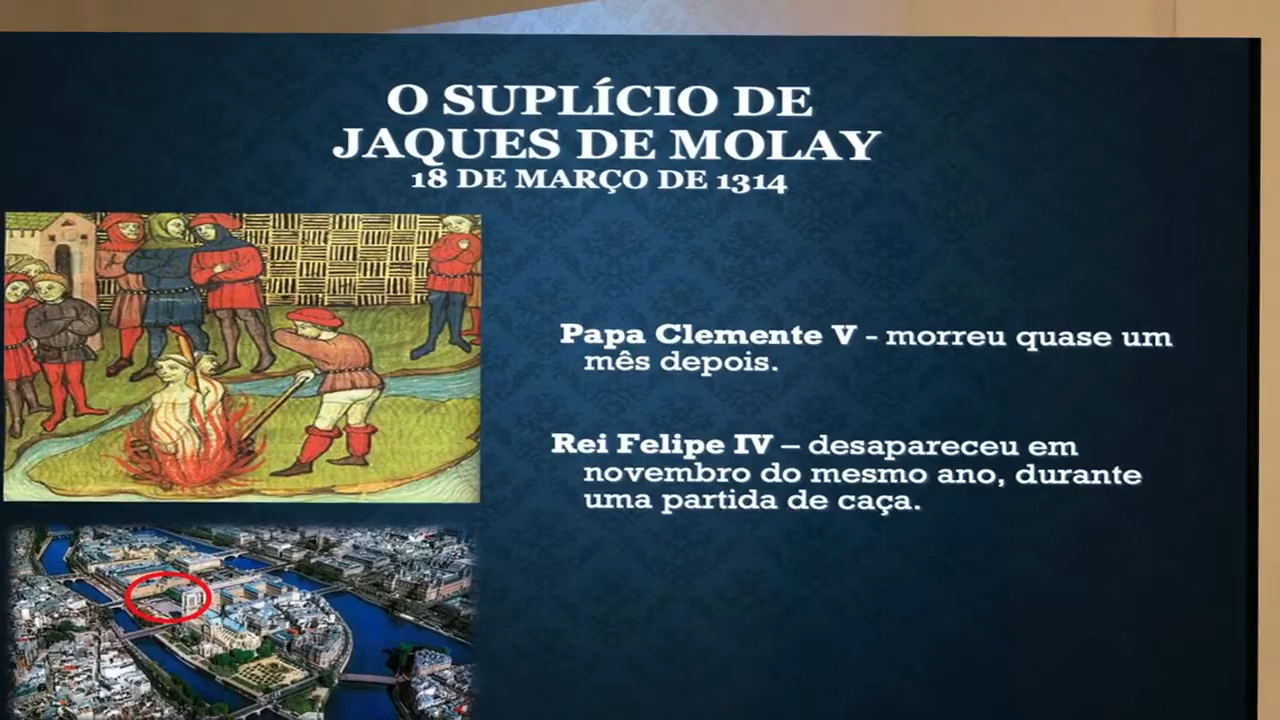 O SUPLÍCIO DE
JAQUES DE MOLAY
18 DE MARÇO DE 1314
Papa Clemente V - morreu quase um
mês depois.
Rei Felipe IV – desapareceu em
novembro do mesmo ano, durante
uma partida de caça.